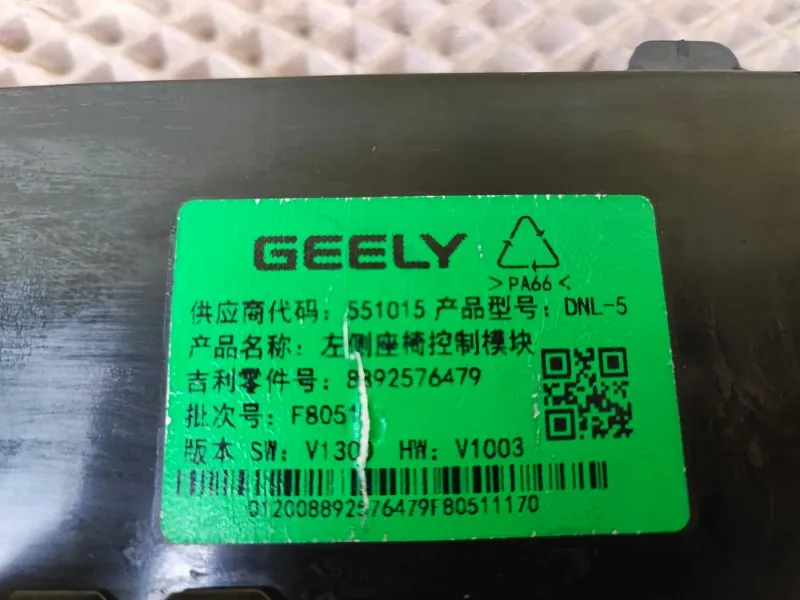 GEELY
>PA66<
供应商代码: 551015 产品型号: DNL-5
产品名称: 左侧座椅控制模块
吉利零件号: 8892576479
批次号: F8051
版本 SW: V1300 HW: V1003
012008892576479F80511170